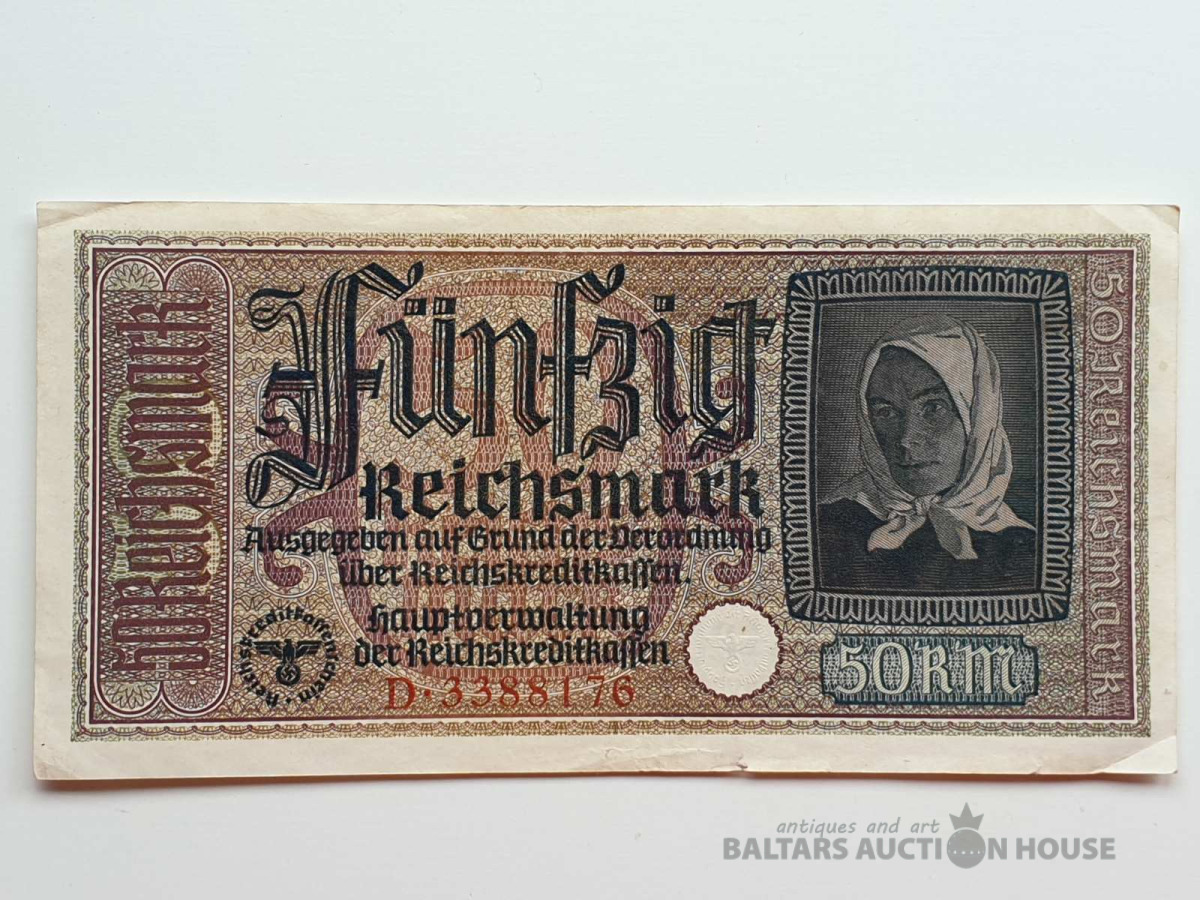 50 Reichsmark
Fünfzig
Reichsmark
Ausgegeben auf Grund der Verordnung
über Reichskreditkassen.
Hauptverwaltung
der Reichskreditkassen
D·3388176
Reichskreditkassenschein
50 RM
50 Reichsmark
antiques and art
BALTARS AUCTION HOUSE